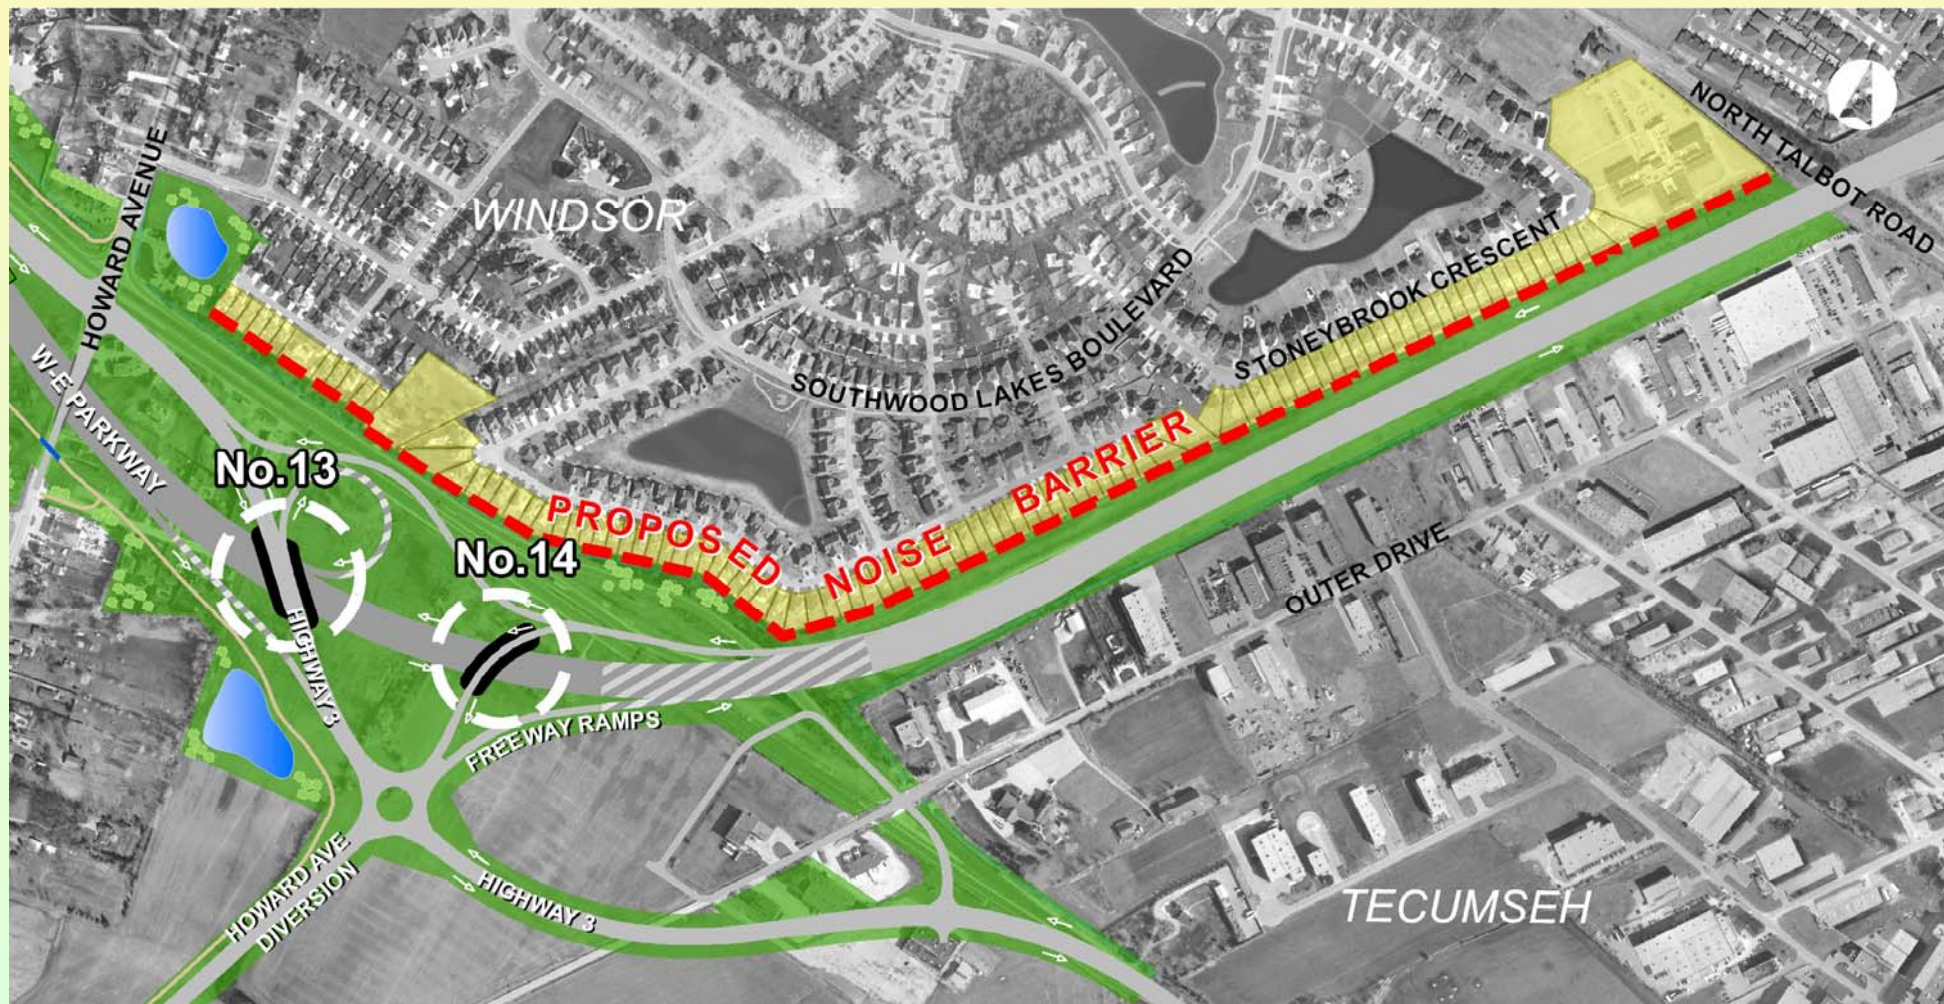 HOWARD AVENUE
WINDSOR
NORTH TALBOT ROAD
W E PARKWAY
SOUTHWOOD LAKES BOULEVARD
STONEYBROOK CRESCENT
No.13
No.14
PROPOSED NOISE BARRIER
OUTER DRIVE
HIGHWAY 3
FREEWAY RAMPS
HOWARD AVE
DIVERSION
HIGHWAY 3
TECUMSEH